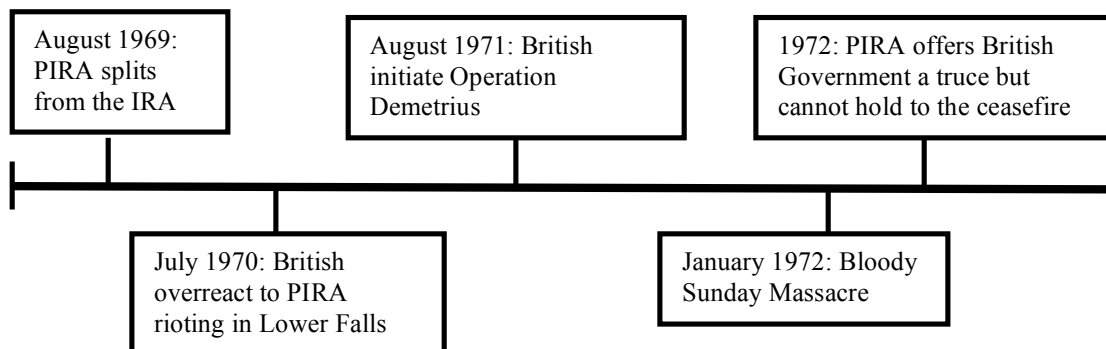 August 1969:
PIRA splits
from the IRA
July 1970: British
overreact to PIRA
rioting in Lower Falls
August 1971: British
initiate Operation
Demetrius
January 1972: Bloody
Sunday Massacre
1972: PIRA offers British
Government a truce but
cannot hold to the ceasefire